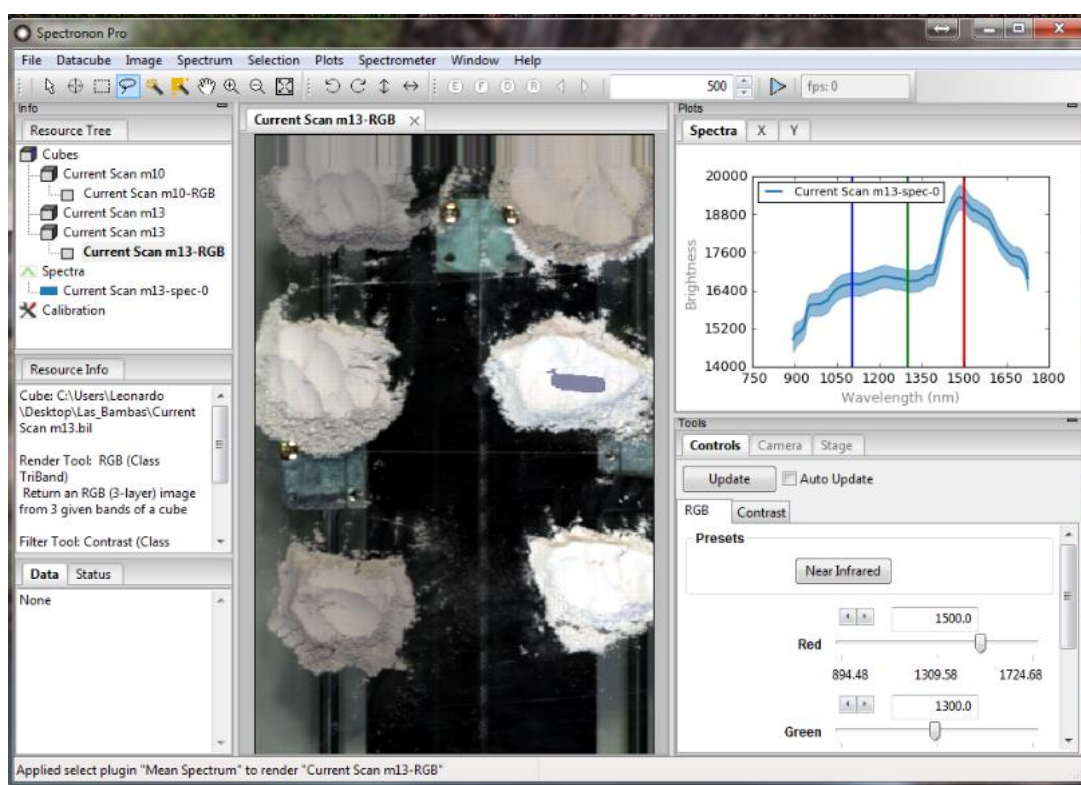 Spectronon Pro
File Datacube Image Spectrum Selection Plots Spectrometer Window Help
E F D R 500 fps: 0
Info
Resource Tree
Cubes
Current Scan m10
Current Scan m10-RGB
Current Scan m13
Current Scan m13
Current Scan m13-RGB
Spectra
Current Scan m13-spec-0
Calibration
Resource Info
Cube: C:\Users\Leonardo
\Desktop\Las_Bambas\Current
Scan m13.bil
Render Tool: RGB (Class
TriBand)
Return an RGB (3-layer) image
from 3 given bands of a cube
Filter Tool: Contrast (Class
Data Status
None
Current Scan m13-RGB
Plots
Spectra X Y
Current Scan m13-spec-0
20000
18800
17600
16400
15200
14000
Brightness
750 900 1050 1200 1350 1500 1650 1800
Wavelength (nm)
Tools
Controls Camera Stage
Update Auto Update
RGB Contrast
Presets
Near Infrared
1500.0
Red
894.48 1309.58 1724.68
1300.0
Green
Applied select plugin "Mean Spectrum" to render "Current Scan m13-RGB"